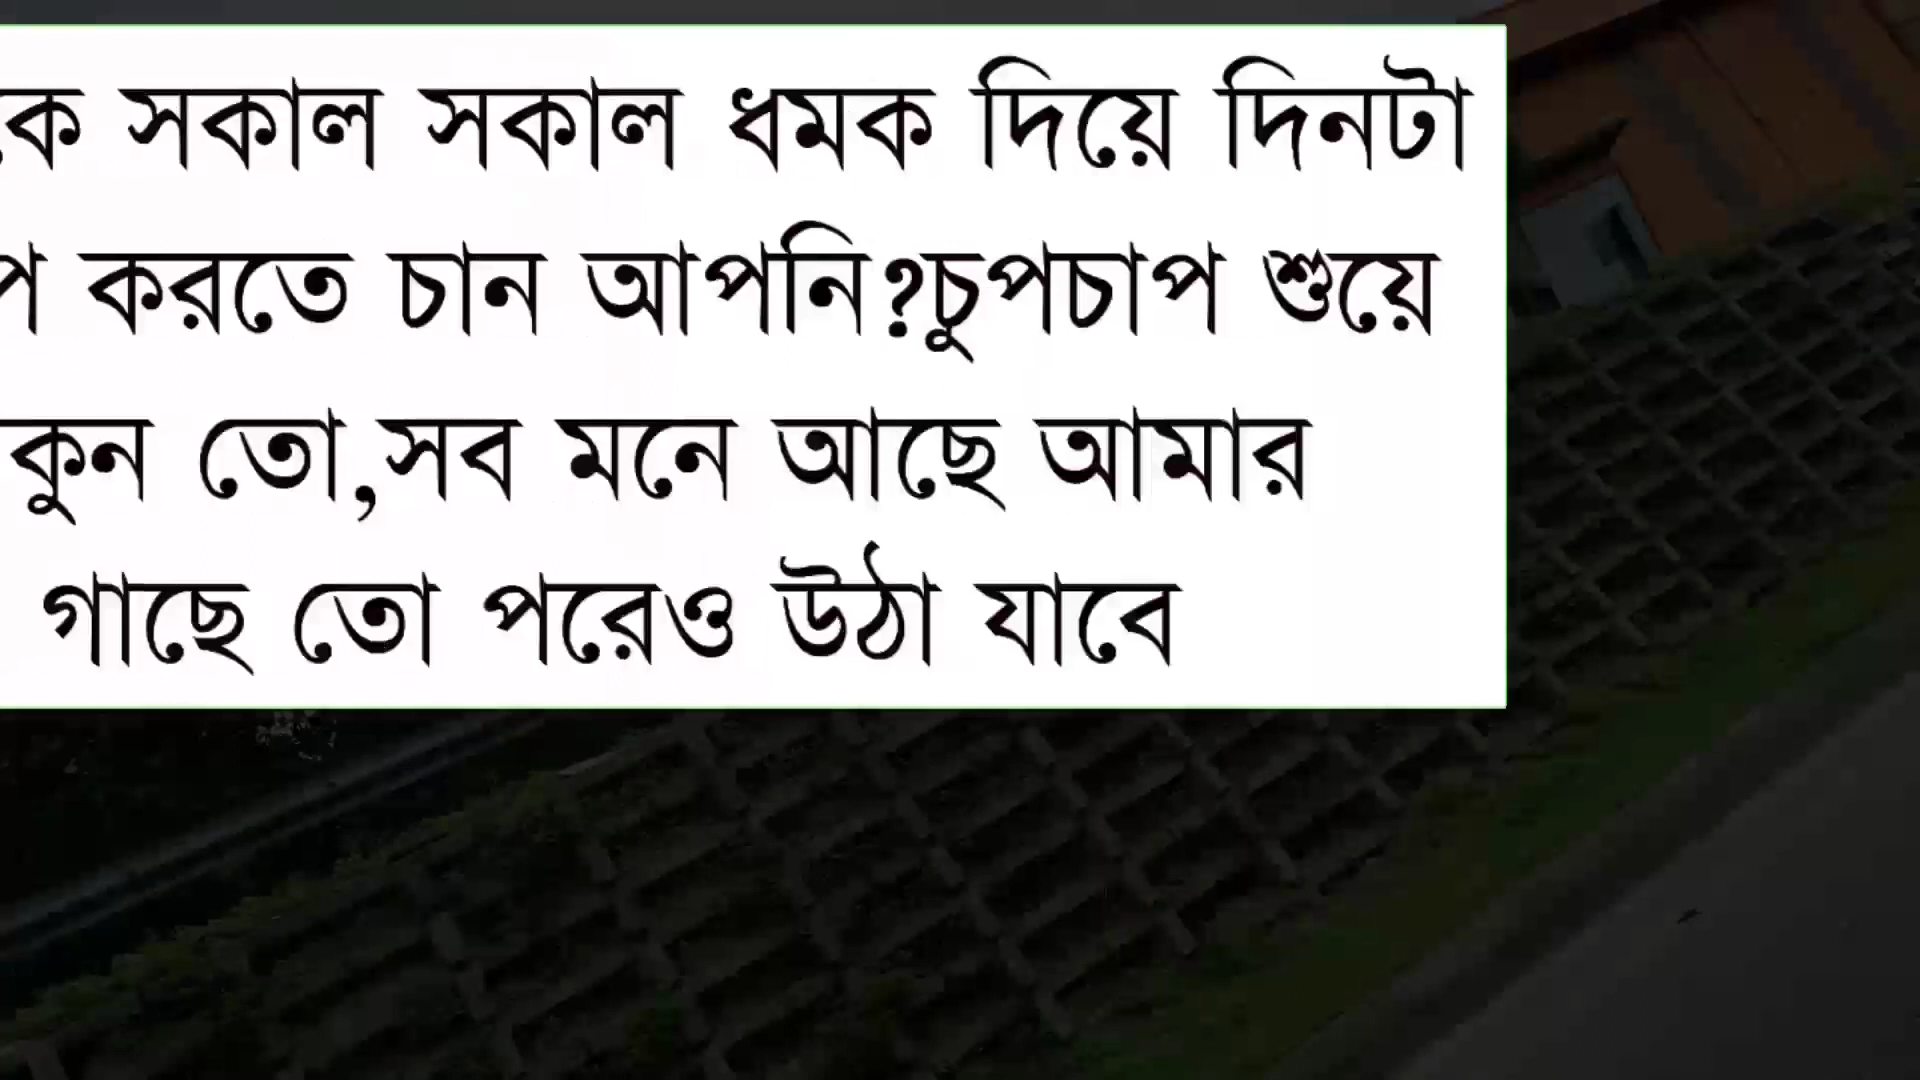 কে সকাল সকাল ধমক দিয়ে দিনটা
প করতে চান আপনি?চুপচাপ শুয়ে
কুন তো,সব মনে আছে আমার
গাছে তো পরেও উঠা যাবে